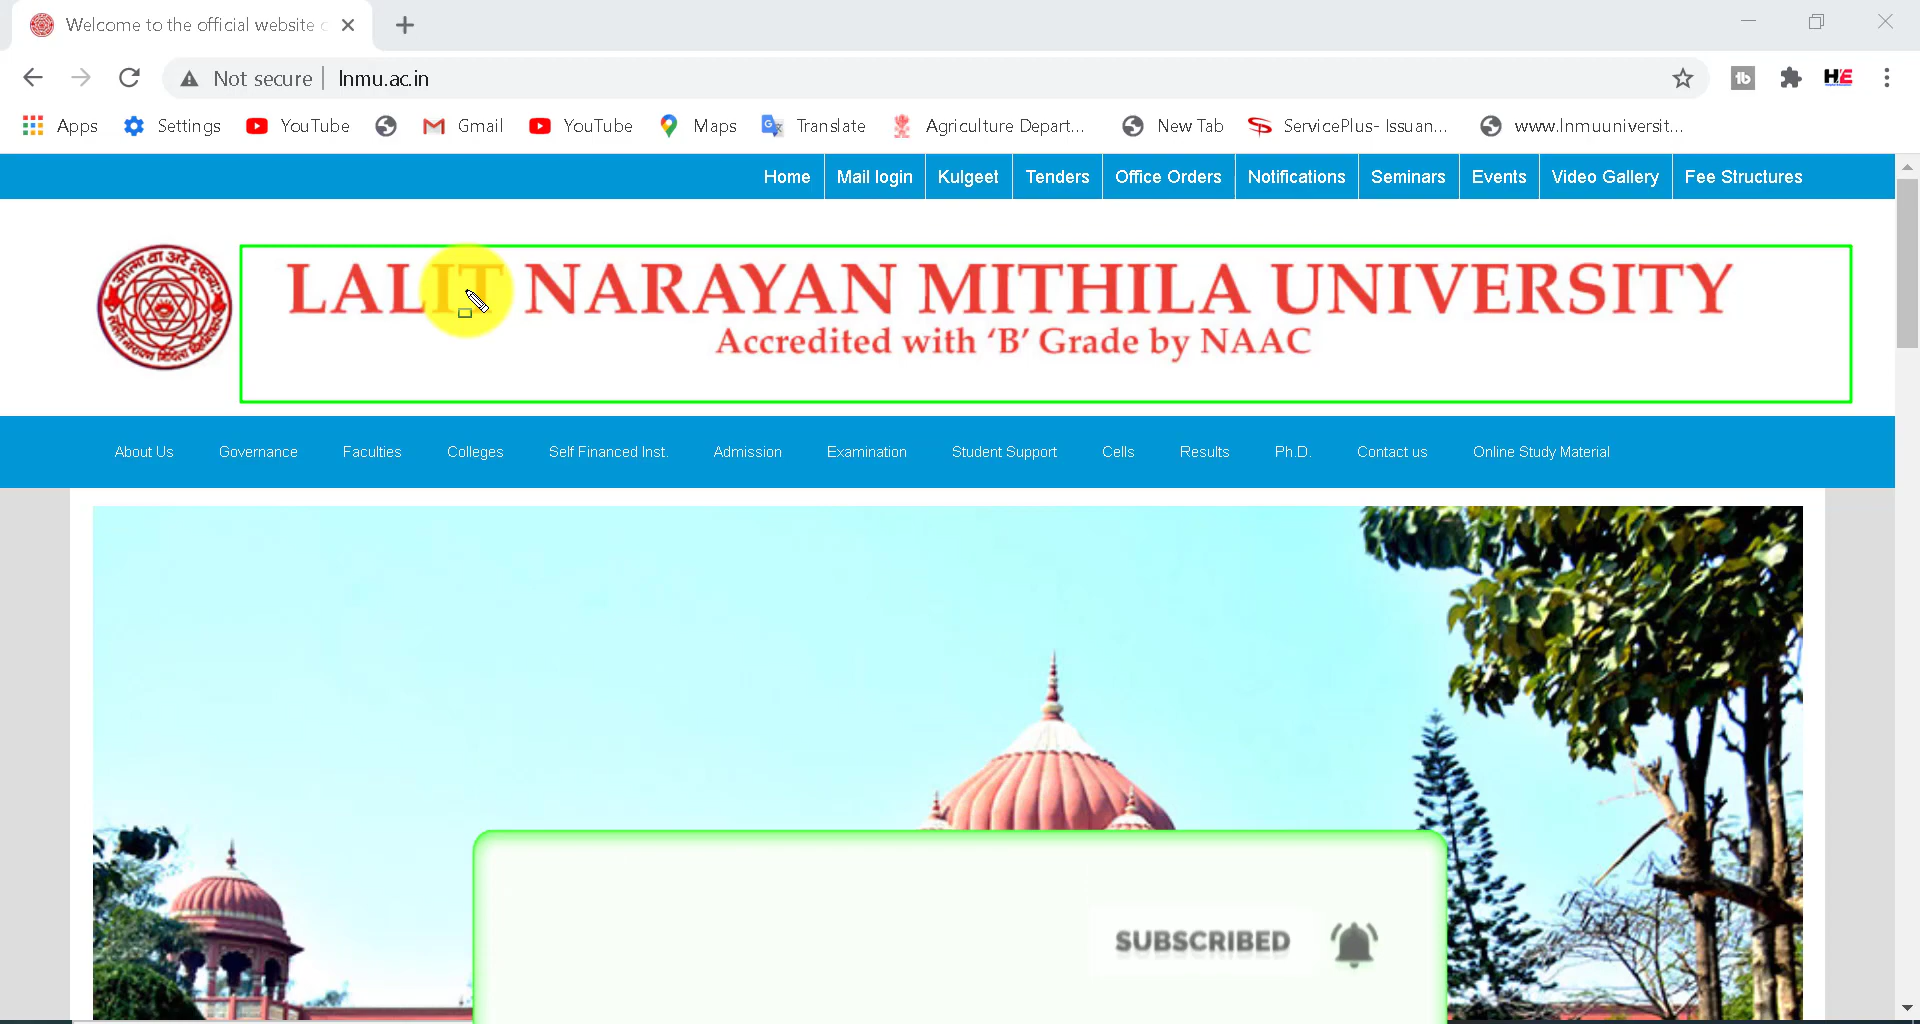 Welcome to the official website
Not secure lnmu.ac.in
Apps Settings YouTube Gmail YouTube Maps Translate Agriculture Depart... New Tab ServicePlus- Issuan... www.lnmuuniversit...
Home Mail login Kulgeet Tenders Office Orders Notifications Seminars Events Video Gallery Fee Structures
LALIT NARAYAN MITHILA UNIVERSITY
Accredited with ‘B’ Grade by NAAC
About Us Governance Faculties Colleges Self Financed Inst. Admission Examination Student Support Cells Results Ph.D. Contact us Online Study Material
SUBSCRIBED